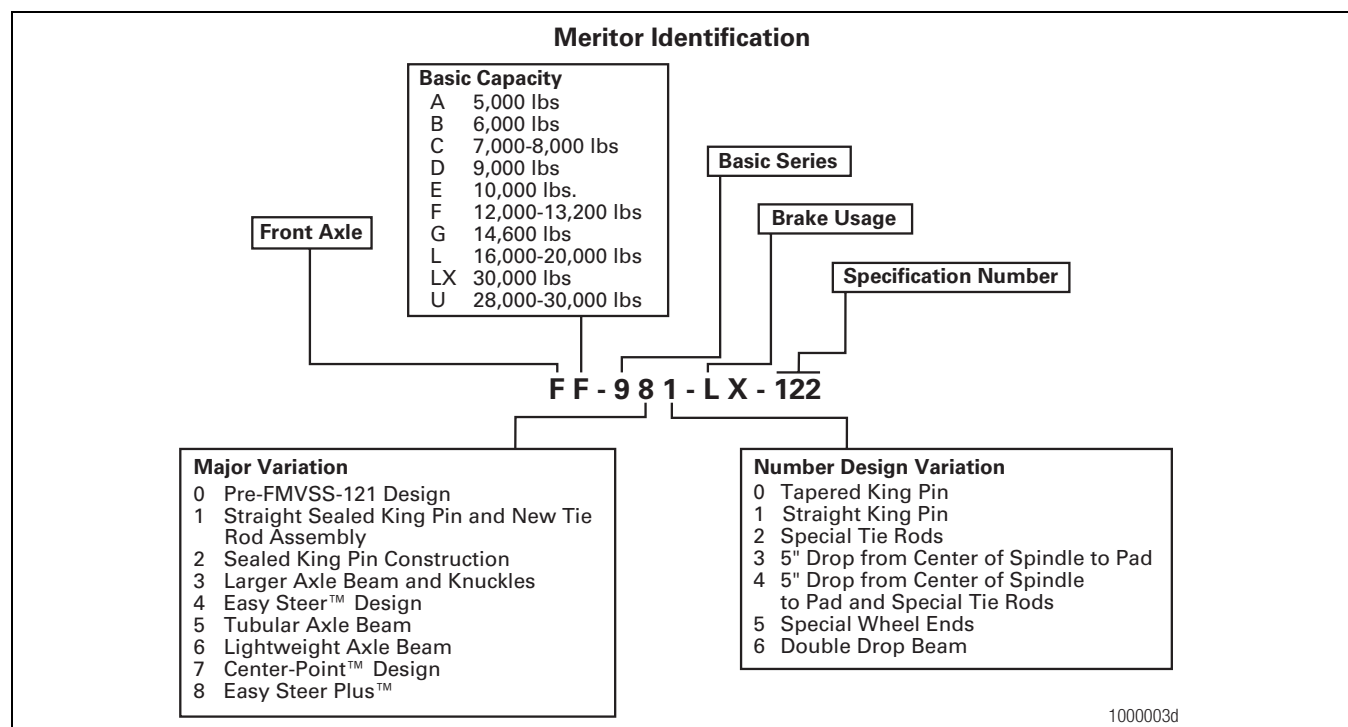 Meritor Identification
Basic Capacity
A 5,000 lbs
B 6,000 lbs
C 7,000-8,000 lbs
D 9,000 lbs
E 10,000 lbs.
F 12,000-13,200 lbs
G 14,600 lbs
L 16,000-20,000 lbs
LX 30,000 lbs
U 28,000-30,000 lbs
Front Axle
Basic Series
Brake Usage
Specification Number
F F - 9 8 1 - L X - 122
Major Variation
0 Pre-FMVSS-121 Design
1 Straight Sealed King Pin and New Tie
Rod Assembly
2 Sealed King Pin Construction
3 Larger Axle Beam and Knuckles
4 Easy Steer™ Design
5 Tubular Axle Beam
6 Lightweight Axle Beam
7 Center-Point™ Design
8 Easy Steer Plus™
Number Design Variation
0 Tapered King Pin
1 Straight King Pin
2 Special Tie Rods
3 5" Drop from Center of Spindle to Pad
4 5" Drop from Center of Spindle
to Pad and Special Tie Rods
5 Special Wheel Ends
6 Double Drop Beam
1000003d